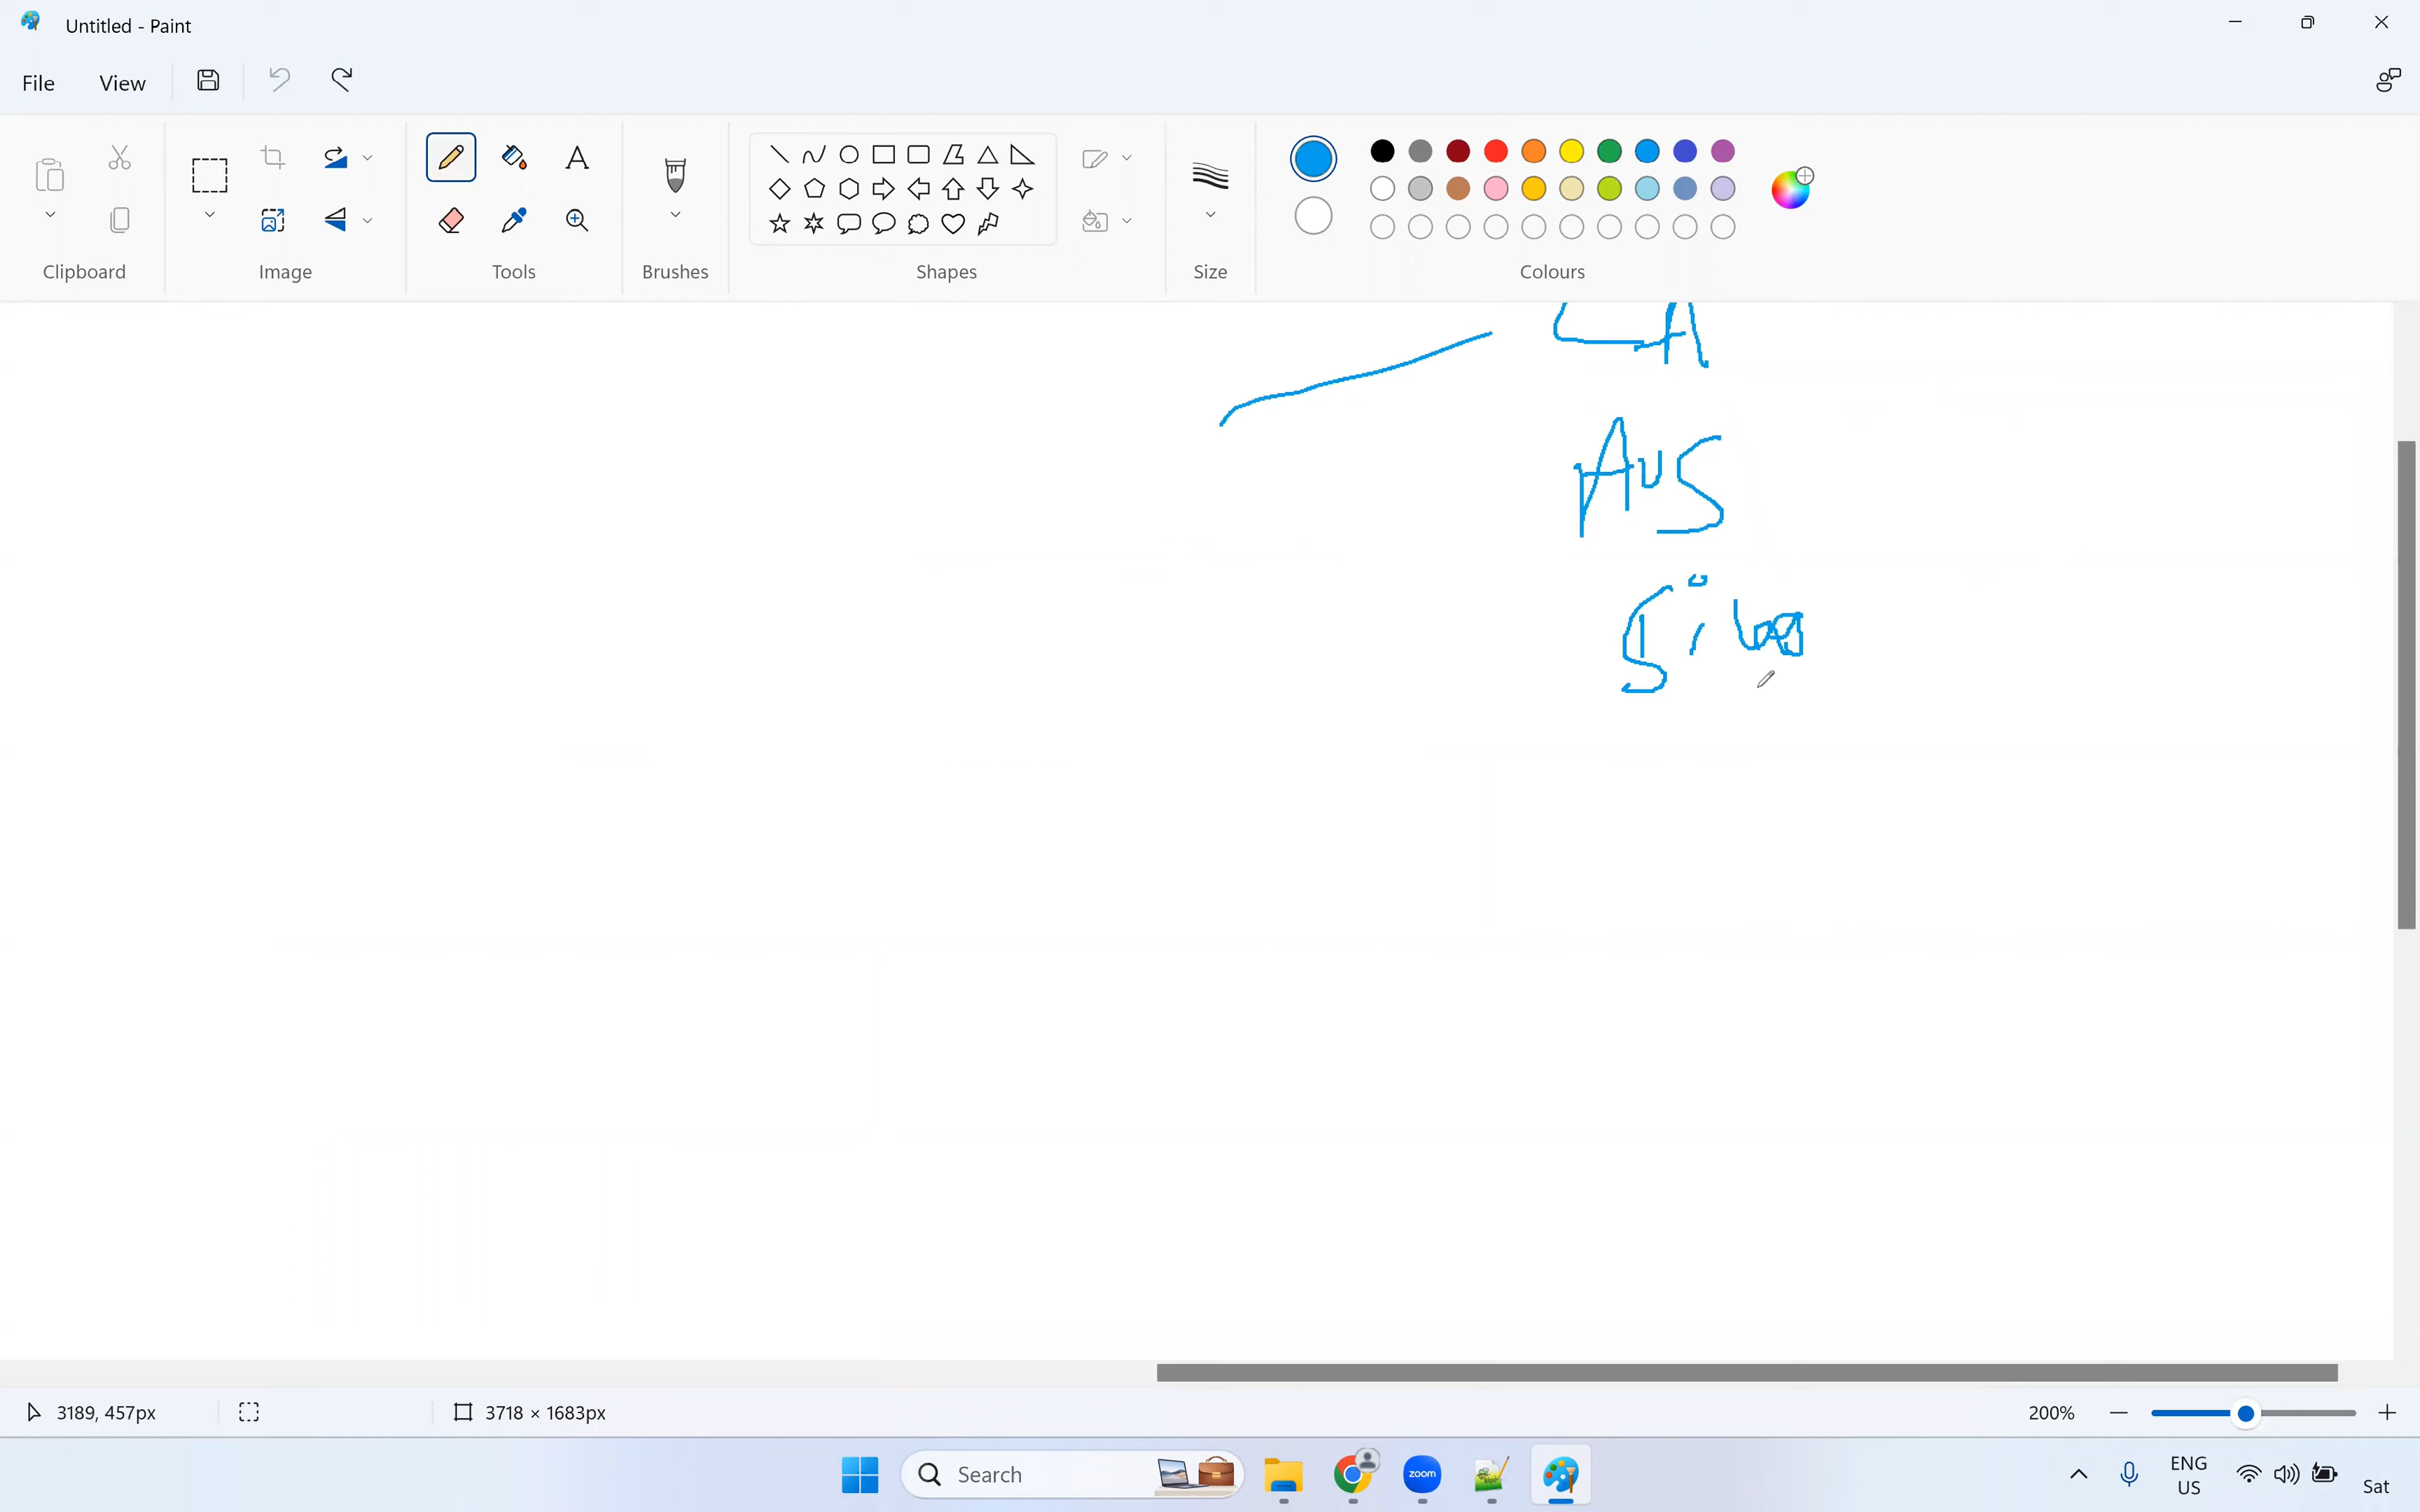 Untitled - Paint
File View
Clipboard Image Tools Brushes Shapes Size Colours
Aus
3189, 457px 3718 × 1683px 200%
Search zoom ENG
US Sat